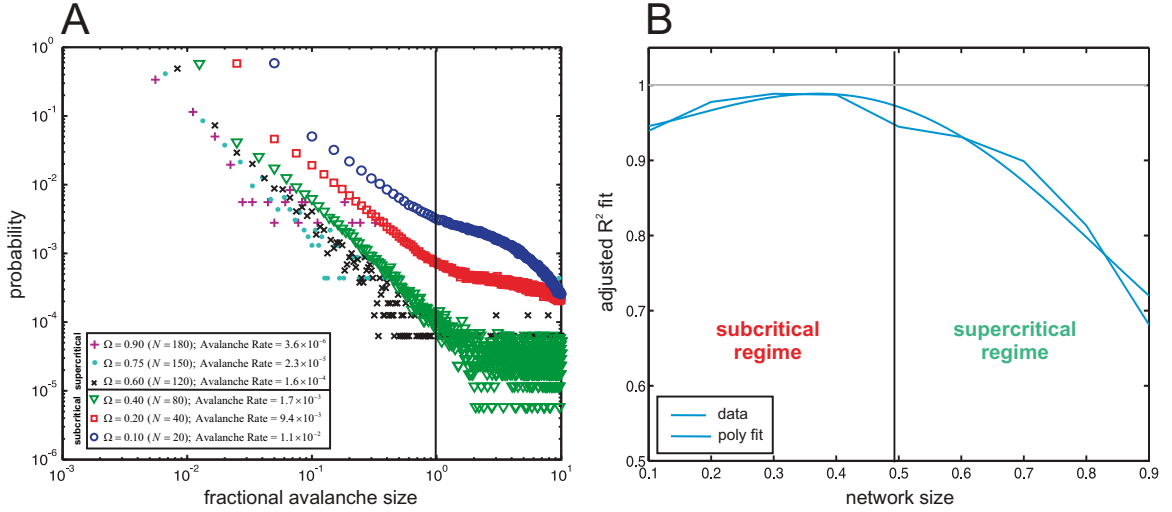 A
probability
10^0
10^-1
10^-2
10^-3
10^-4
10^-5
10^-6
10^-3
10^-2
10^-1
10^0
10^1
fractional avalanche size
supercritical
Ω = 0.90 (N = 180); Avalanche Rate = 3.6×10^-6
Ω = 0.75 (N = 150); Avalanche Rate = 2.3×10^-5
Ω = 0.60 (N = 120); Avalanche Rate = 1.6×10^-4
subcritical
Ω = 0.40 (N = 80); Avalanche Rate = 1.7×10^-3
Ω = 0.20 (N = 40); Avalanche Rate = 9.4×10^-3
Ω = 0.10 (N = 20); Avalanche Rate = 1.1×10^-2
B
adjusted R² fit
1
0.9
0.8
0.7
0.6
0.5
subcritical
regime
supercritical
regime
data
poly fit
0.1
0.2
0.3
0.4
0.5
0.6
0.7
0.8
0.9
network size